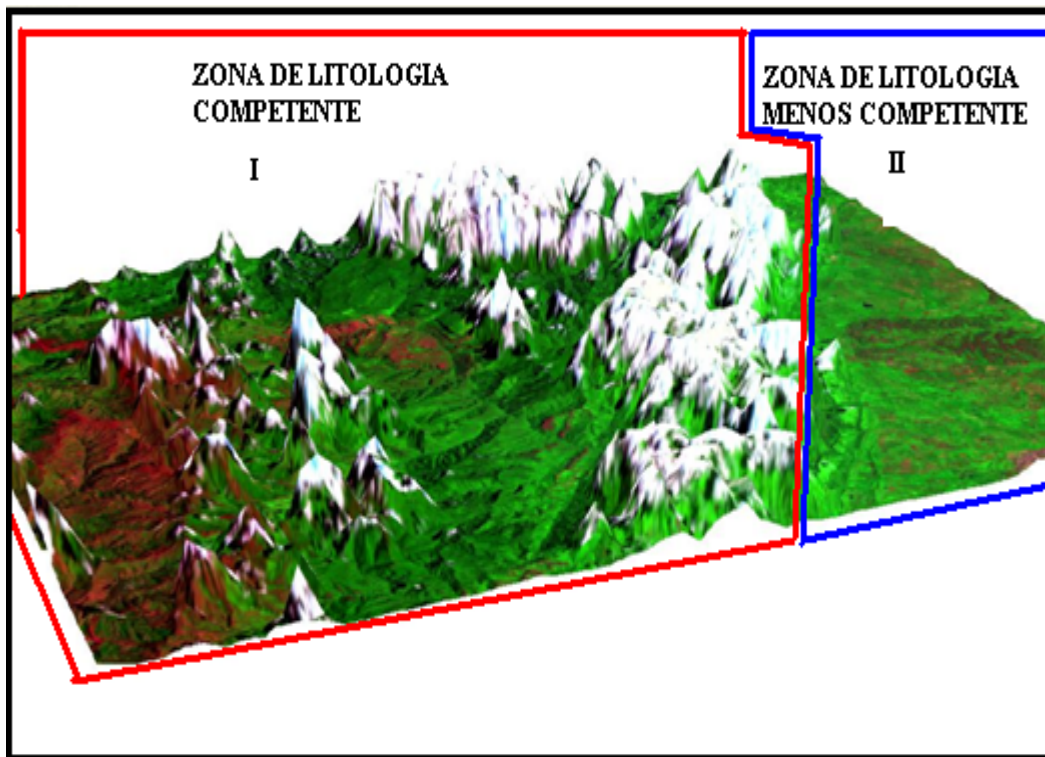 ZONA DE LITOLOGIA
COMPETENTE
I
ZONA DE LITOLOGIA
MENOS COMPETENTE
II